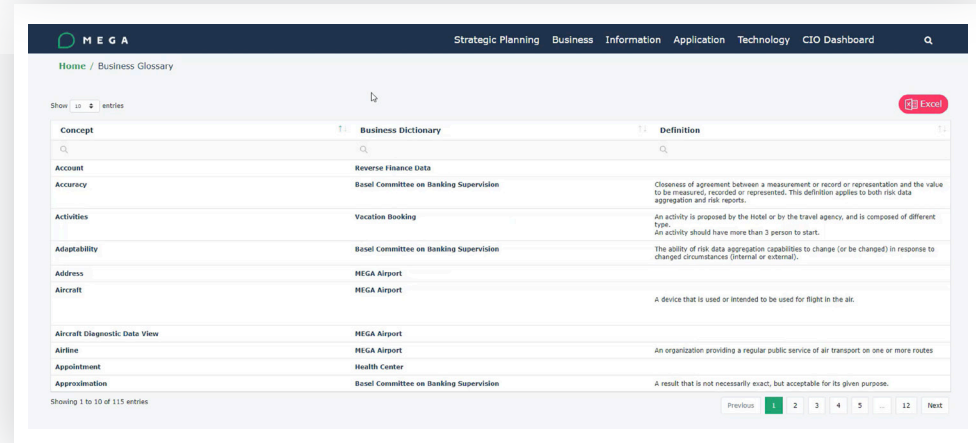 MEGA
Strategic Planning Business Information Application Technology CIO Dashboard
Home / Business Glossary
Show 10 entries
Excel
Concept Business Dictionary Definition
Account Reverse Finance Data
Accuracy Basel Committee on Banking Supervision Closeness of agreement between a measurement or record or representation and the value
to be measured, recorded or represented. This definition applies to both risk data
aggregation and risk reports.
Activities Vacation Booking An activity is proposed by the Hotel or by the travel agency, and is composed of different
type.
An activity should have more than 3 person to start.
Adaptability Basel Committee on Banking Supervision The ability of risk data aggregation capabilities to change (or be changed) in response to
changed circumstances (internal or external).
Address MEGA Airport
Aircraft MEGA Airport
A device that is used or intended to be used for flight in the air.
Aircraft Diagnostic Data View MEGA Airport
Airline MEGA Airport An organization providing a regular public service of air transport on one or more routes
Appointment Health Center
Approximation Basel Committee on Banking Supervision A result that is not necessarily exact, but acceptable for its given purpose.
Showing 1 to 10 of 115 entries
Previous 1 2 3 4 5 ... 12 Next